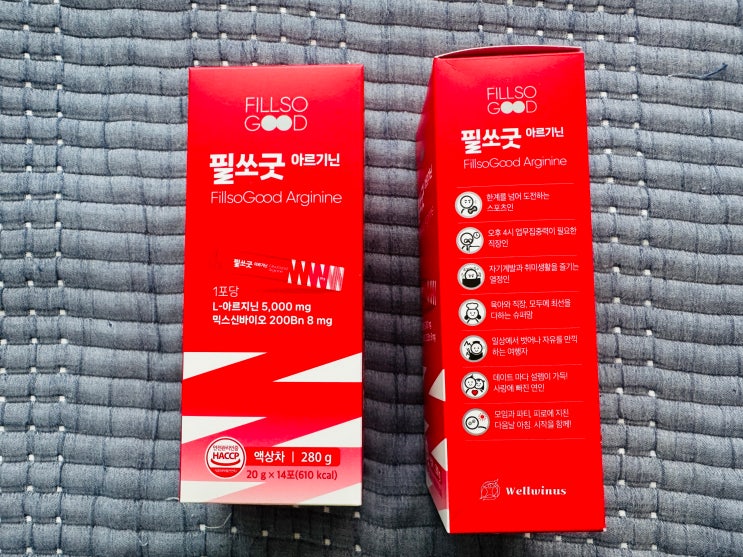 FILLSO
GOOD
필쏘굿 아르기닌
FillsoGood Arginine
필쏘굿 아르기닌
1포당
L-아르지닌 5,000 mg
믹스신바이오 200Bn 8 mg
HACCP
액상차 | 280 g
20 g × 14포(610 kcal)
FILLSO
GOOD
필쏘굿 아르기닌
FillsoGood Arginine
한계를 넘어 도전하는
스포츠인
오후 4시 업무집중력이 필요한
직장인
자기계발과 취미생활을 즐기는
열정인
육아와 직장, 모두에 최선을
다하는 슈퍼맘
일상에서 벗어나 자유를 만끽
하는 여행자
데이트 마다 설렘이 가득!
사랑에 빠진 연인
모임과 파티, 피로에 지친
다음날 아침. 시작을 함께!
Wellwinus